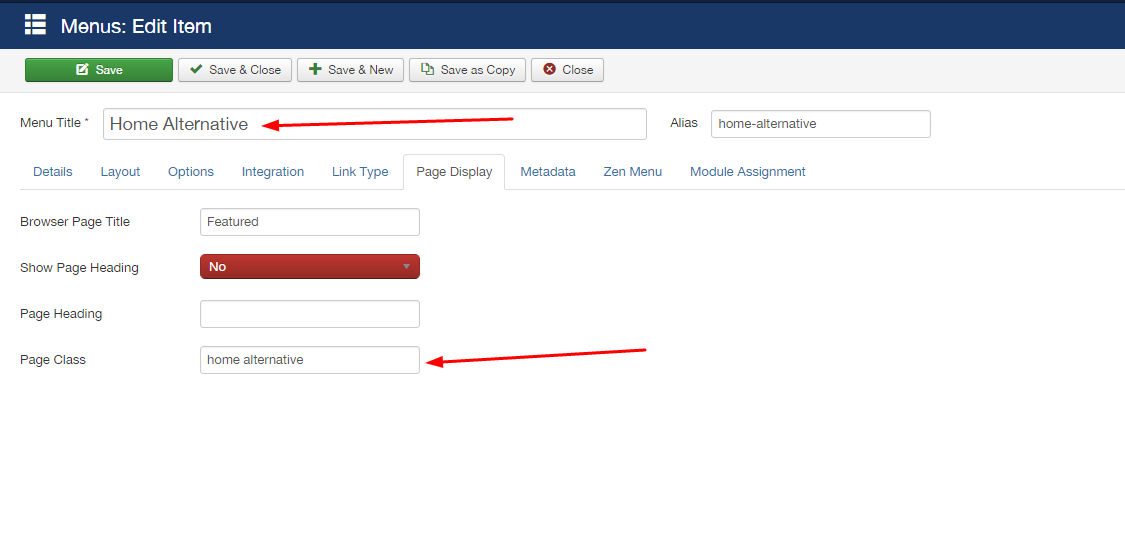 Menus: Edit Item
Save Save & Close Save & New Save as Copy Close
Menu Title * Home Alternative Alias home-alternative
Details Layout Options Integration Link Type Page Display Metadata Zen Menu Module Assignment
Browser Page Title Featured
Show Page Heading No
Page Heading
Page Class home alternative